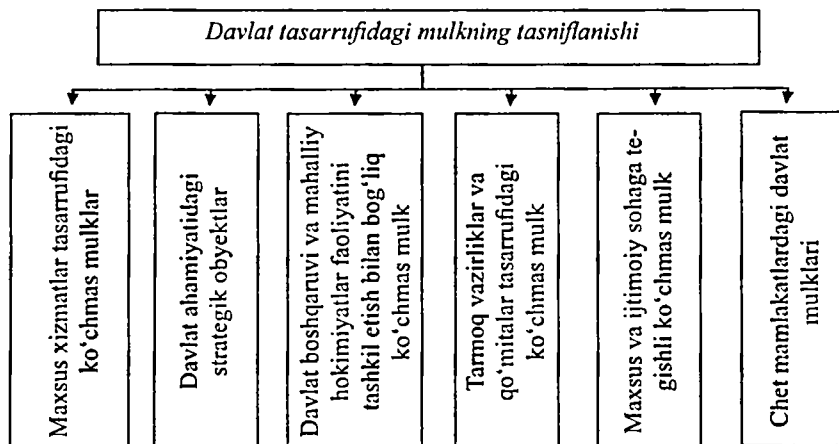 Davlat tasarrufidagi mulkning tasniflanishi
Maxsus xizmatlar tasarrufidagi
ko‘chmas mulklar
Davlat ahamiyatidagi
strategik obyektlar
Davlat boshqaruvi va mahalliy
hokimiyatlar faoliyatini
tashkil etish bilan bog‘liq
ko‘chmas mulk
Tarmoq vazirliklar va
qo‘mitalar tasarrufidagi
ko‘chmas mulk
Maxsus va ijtimoiy sohaga te-
gishli ko‘chmas mulk
Chet mamlakatlardagi davlat
mulklari